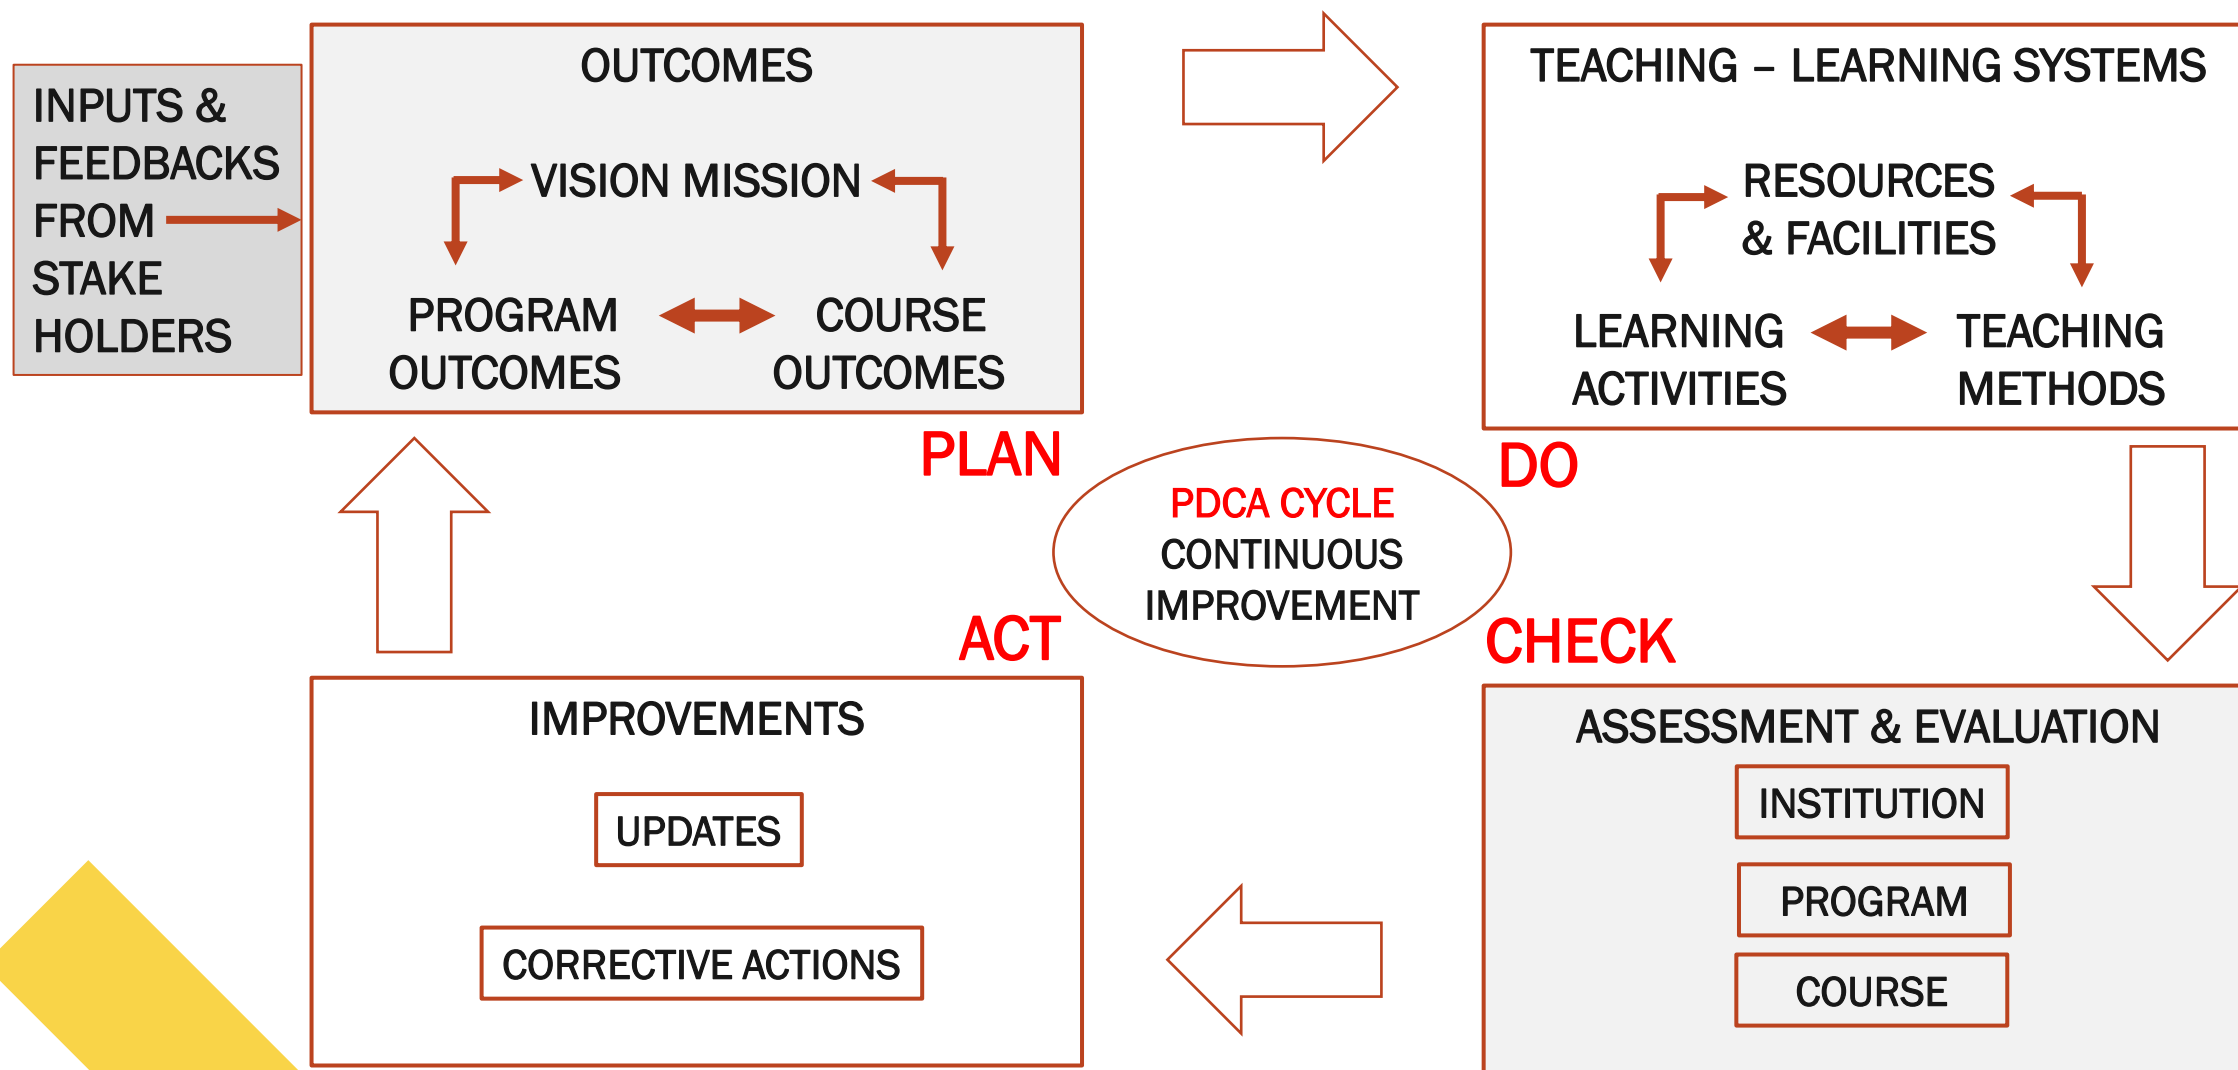 INPUTS &
FEEDBACKS
FROM
STAKE
HOLDERS
OUTCOMES
VISION MISSION
PROGRAM
OUTCOMES
COURSE
OUTCOMES
PLAN
TEACHING – LEARNING SYSTEMS
RESOURCES
& FACILITIES
LEARNING
ACTIVITIES
TEACHING
METHODS
DO
PDCA CYCLE
CONTINUOUS
IMPROVEMENT
ACT
IMPROVEMENTS
UPDATES
CORRECTIVE ACTIONS
CHECK
ASSESSMENT & EVALUATION
INSTITUTION
PROGRAM
COURSE